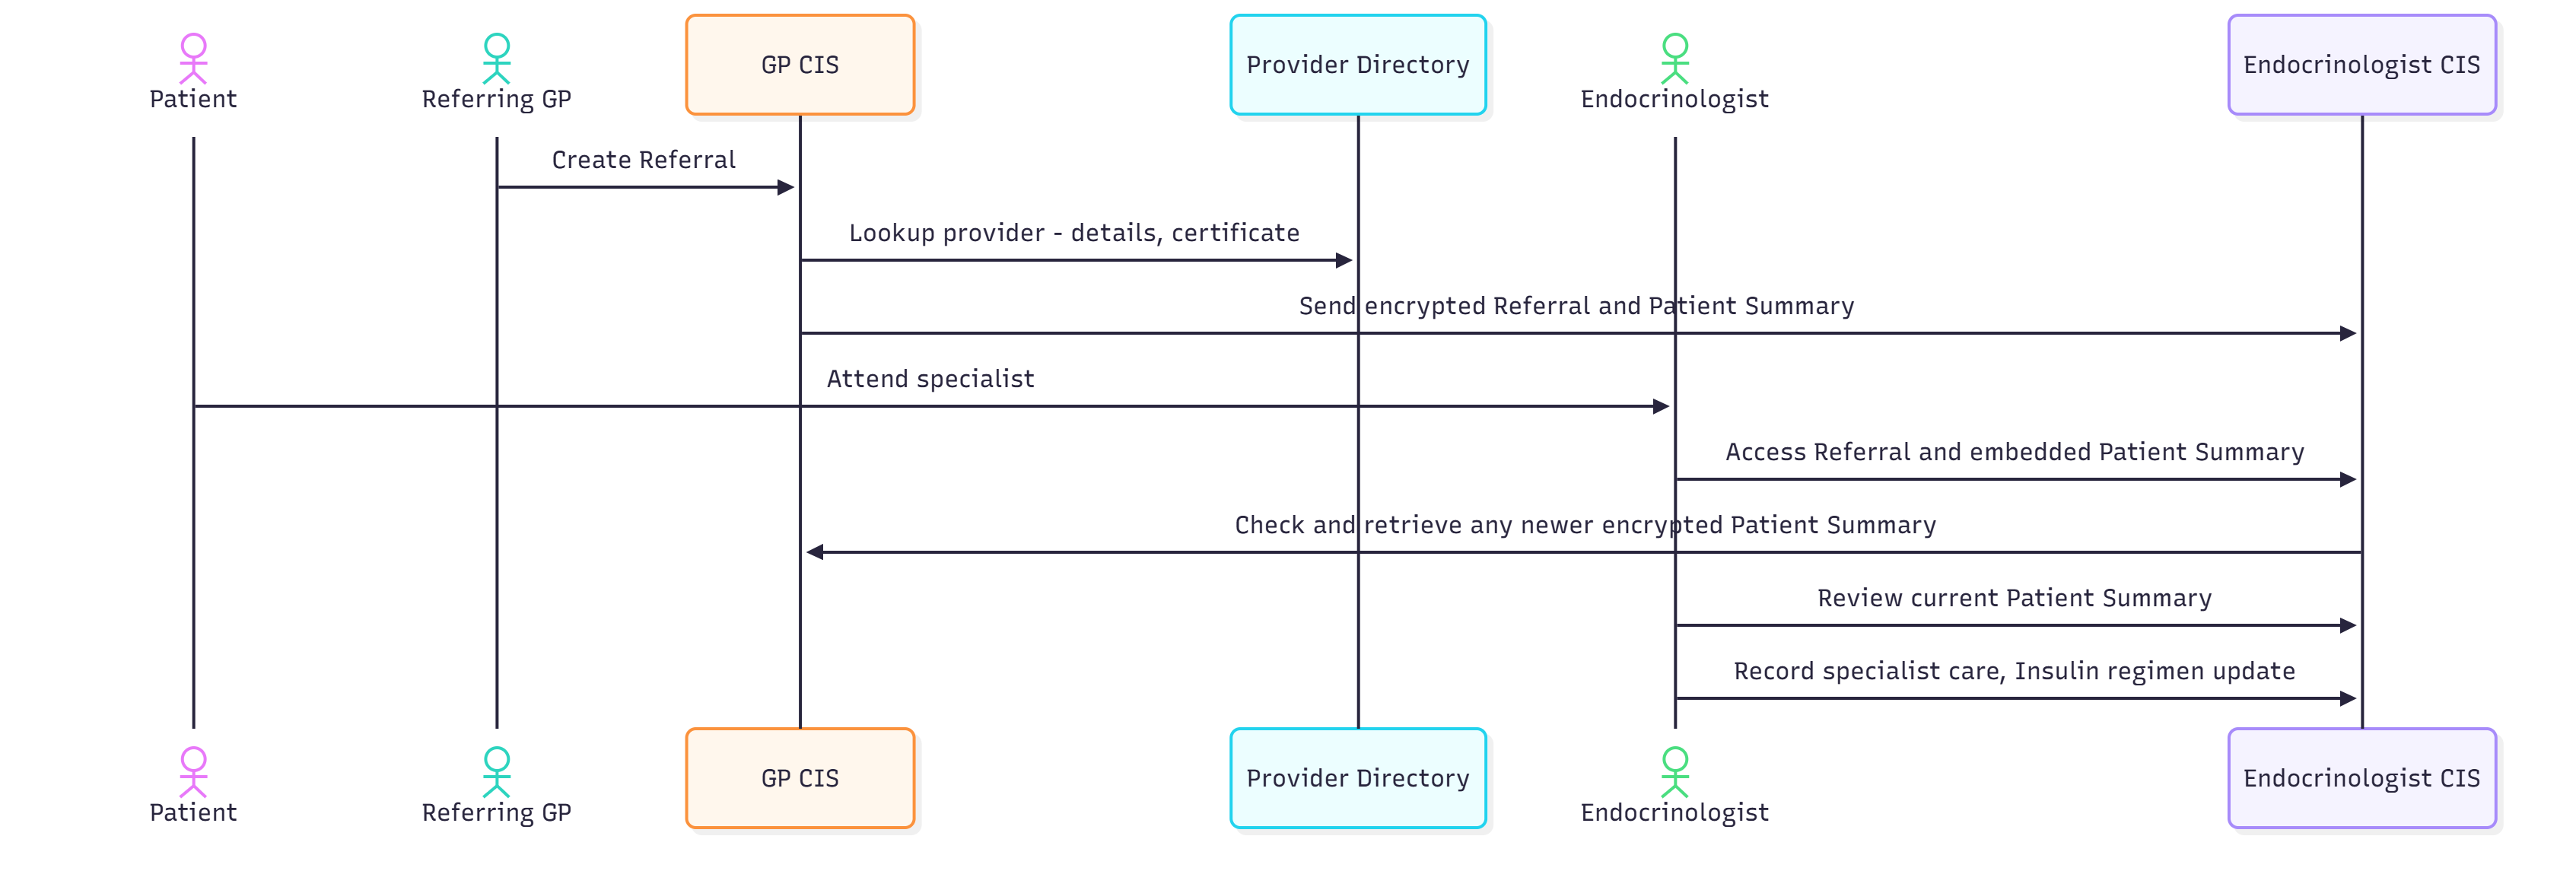 Patient
Referring GP
GP CIS
Provider Directory
Endocrinologist
Endocrinologist CIS
Create Referral
Lookup provider - details, certificate
Send encrypted Referral and Patient Summary
Attend specialist
Access Referral and embedded Patient Summary
Check and retrieve any newer encrypted Patient Summary
Review current Patient Summary
Record specialist care, Insulin regimen update
Patient
Referring GP
GP CIS
Provider Directory
Endocrinologist
Endocrinologist CIS